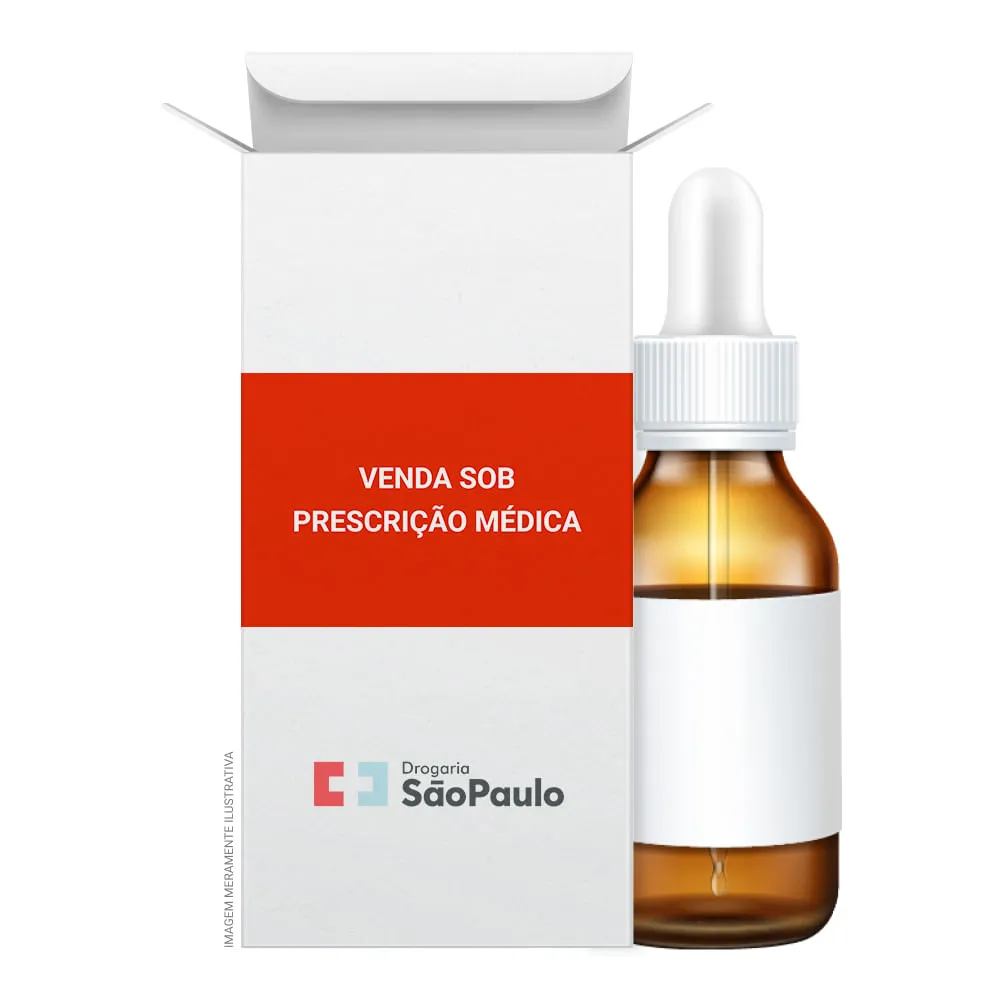 VENDA SOB
PRESCRIÇÃO MÉDICA
Drogaria
SãoPaulo
IMAGEM MERAMENTE ILUSTRATIVA